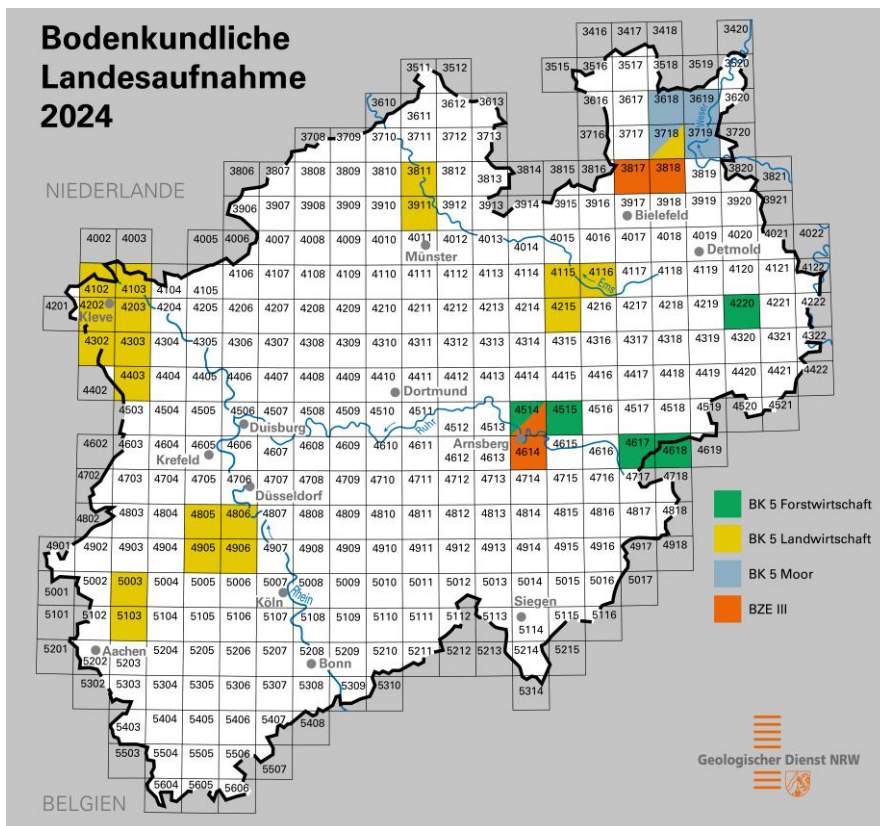 Bodenkundliche
Landesaufnahme
2024
3416 3417 3418 3420
3511 3512 3515 3516 3517 3518 3519 3520
3610 3611 3612 3613 3616 3617 3618 3619 3620
Weser
3708 3709 3710 3711 3712 3713 3716 3717 3718 3719 3720
NIEDERLANDE
3806 3807 3808 3809 3810 3811 3812 3813 3814 3815 3816 3817 3818 3819 3820 3821
3906 3907 3908 3909 3910 3911 3912 3913 3914 3915 3916 3917 3918 3919 3920 3921
Bielefeld
4002 4003 4005 4006 4007 4008 4009 4010 4011 4012 4013 4014 4015 4016 4017 4018 4019 4020 4021 4022
Münster
Detmold
4102 4103 4104 4105 4106 4107 4108 4109 4110 4111 4112 4113 4114 4115 4116 4117 4118 4119 4120 4121 4122
Ems
4201 4202 4203 4204 4205 4206 4207 4208 4209 4210 4211 4212 4213 4214 4215 4216 4217 4218 4219 4220 4221 4222
Kleve
4302 4303 4304 4305 4306 4307 4308 4309 4310 4311 4312 4313 4314 4315 4316 4317 4318 4319 4320 4321 4322
4402 4403 4404 4405 4406 4407 4408 4409 4410 4411 4412 4413 4414 4415 4416 4417 4418 4419 4420 4421 4422
Dortmund
4503 4504 4505 4506 4507 4508 4509 4510 4511 4512 4513 4514 4515 4516 4517 4518 4519 4520 4521
Duisburg
Ruhr
Arnsberg
4602 4603 4604 4605 4606 4607 4608 4609 4610 4611 4612 4613 4614 4615 4616 4617 4618 4619
Krefeld
4702 4703 4704 4705 4706 4707 4708 4709 4710 4711 4712 4713 4714 4715 4716 4717 4718
Düsseldorf
4802 4803 4804 4805 4806 4807 4808 4809 4810 4811 4812 4813 4814 4815 4816 4817 4818
4901 4902 4903 4904 4905 4906 4907 4908 4909 4910 4911 4912 4913 4914 4915 4916 4917 4918
5001 5002 5003 5004 5005 5006 5007 5008 5009 5010 5011 5012 5013 5014 5015 5016 5017
Köln
Rhein
Siegen
5101 5102 5103 5104 5105 5106 5107 5108 5109 5110 5111 5112 5113 5114 5115 5116
Aachen
5201 5202 5203 5204 5205 5206 5207 5208 5209 5210 5211 5212 5213 5214 5215
Bonn
5302 5303 5304 5305 5306 5307 5308 5309 5310 5314
5403 5404 5405 5406 5407 5408
5503 5504 5505 5506 5507
5604 5605 5606
BELGIEN
BK 5 Forstwirtschaft
BK 5 Landwirtschaft
BK 5 Moor
BZE III
Geologischer Dienst NRW